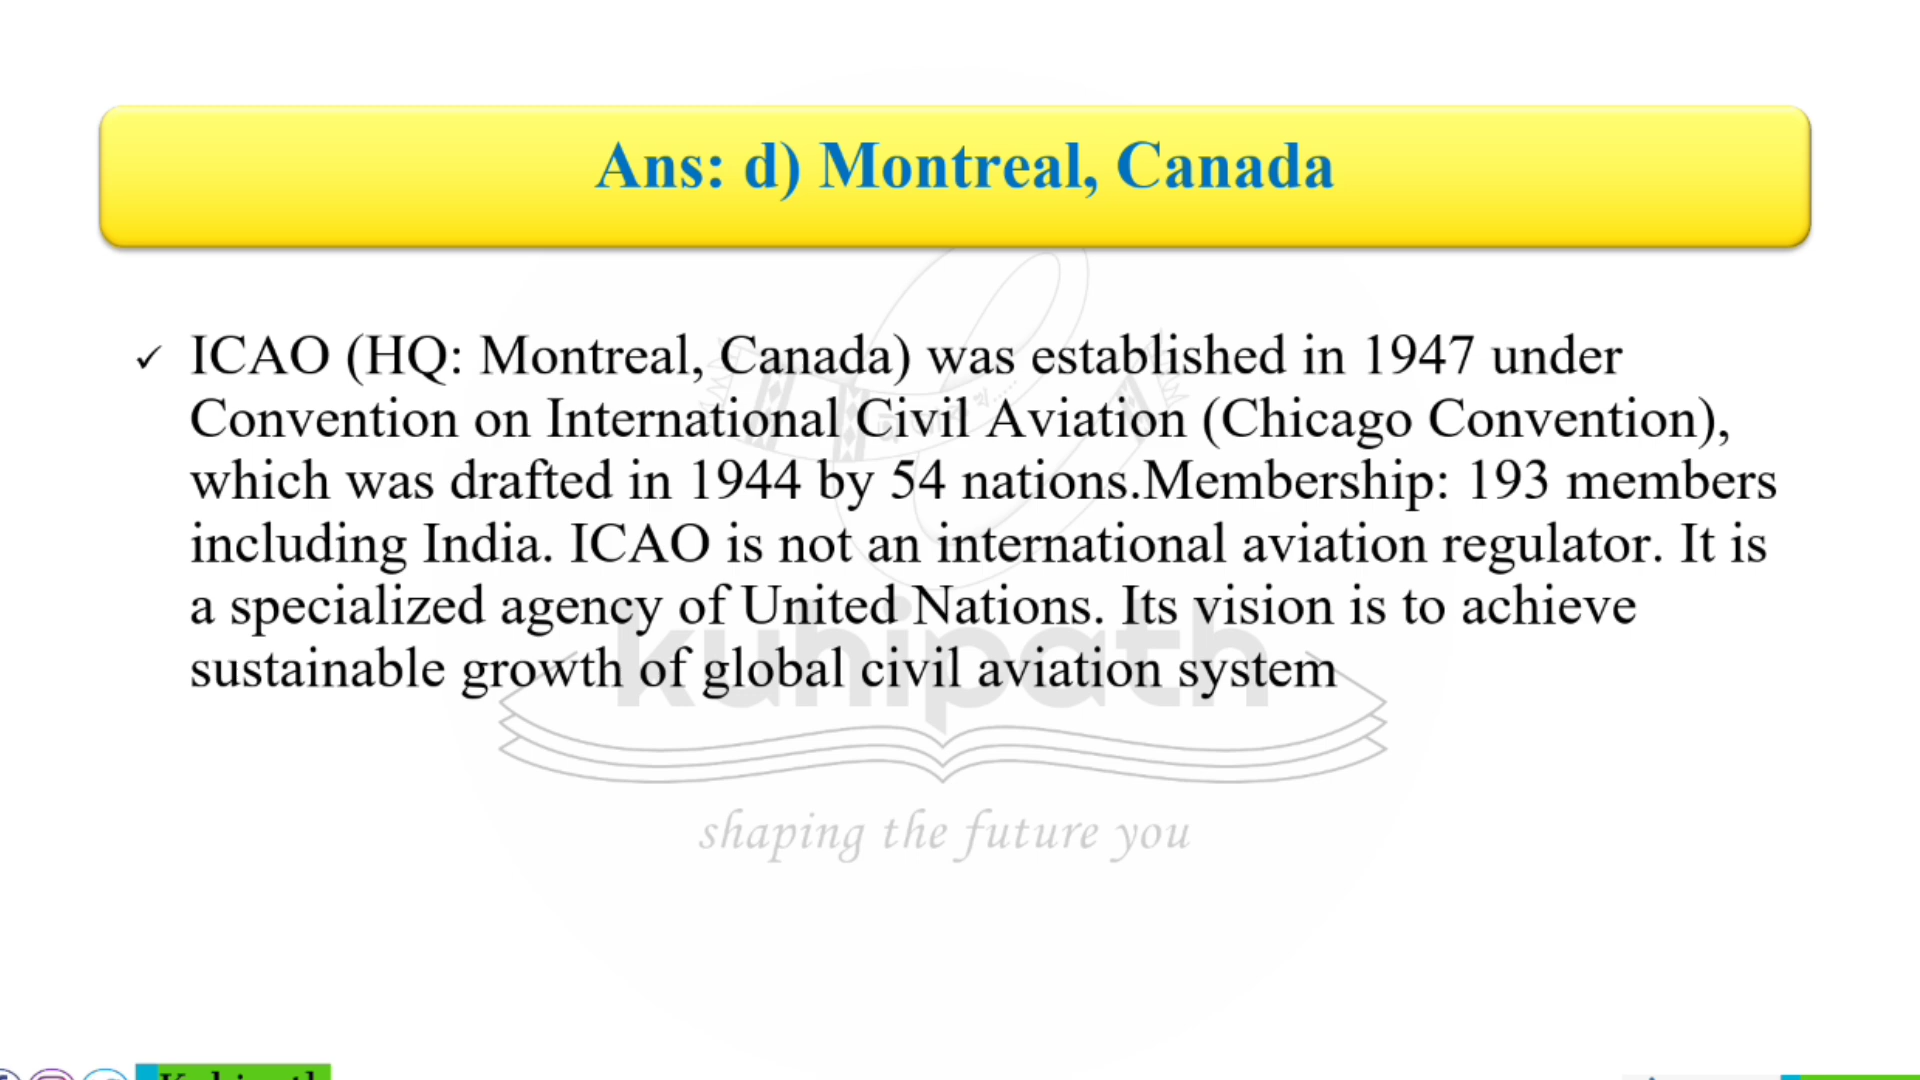 Ans: d) Montreal, Canada
✓ ICAO (HQ: Montreal, Canada) was established in 1947 under
Convention on International Civil Aviation (Chicago Convention),
which was drafted in 1944 by 54 nations.Membership: 193 members
including India. ICAO is not an international aviation regulator. It is
a specialized agency of United Nations. Its vision is to achieve
sustainable growth of global civil aviation system
kuhipath
shaping the future you